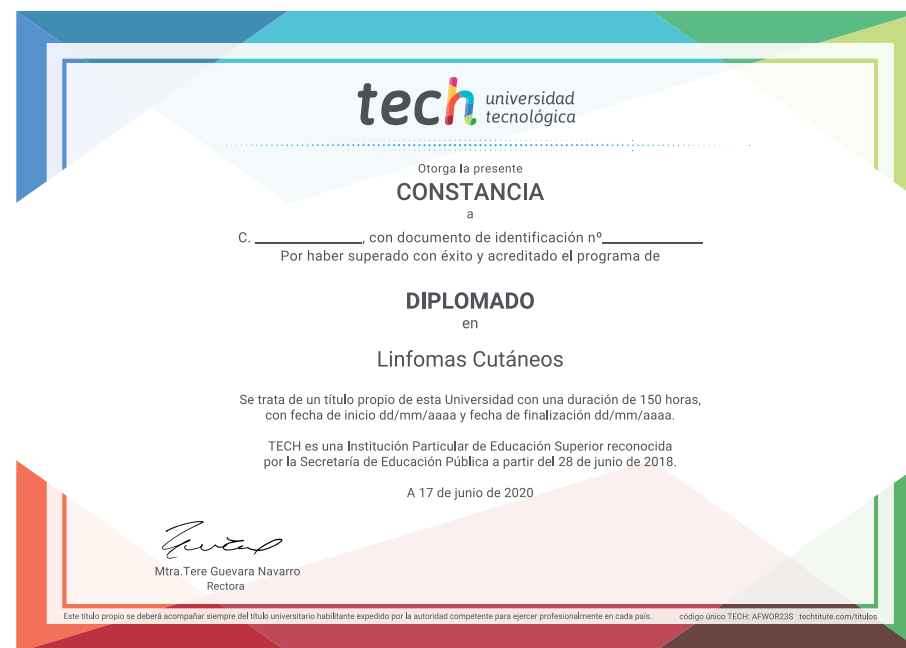 tech universidad
tecnológica
Otorga la presente
CONSTANCIA
a
C. ______________, con documento de identificación nº_____________
Por haber superado con éxito y acreditado el programa de
DIPLOMADO
en
Linfomas Cutáneos
Se trata de un título propio de esta Universidad con una duración de 150 horas,
con fecha de inicio dd/mm/aaaa y fecha de finalización dd/mm/aaaa.
TECH es una Institución Particular de Educación Superior reconocida
por la Secretaría de Educación Pública a partir del 28 de junio de 2018.
A 17 de junio de 2020
Mtra.Tere Guevara Navarro
Rectora
Este título propio se deberá acompañar siempre del título universitario habilitante expedido por la autoridad competente para ejercer profesionalmente en cada país. código único TECH: AFWOR23S techtitute.com/titulos